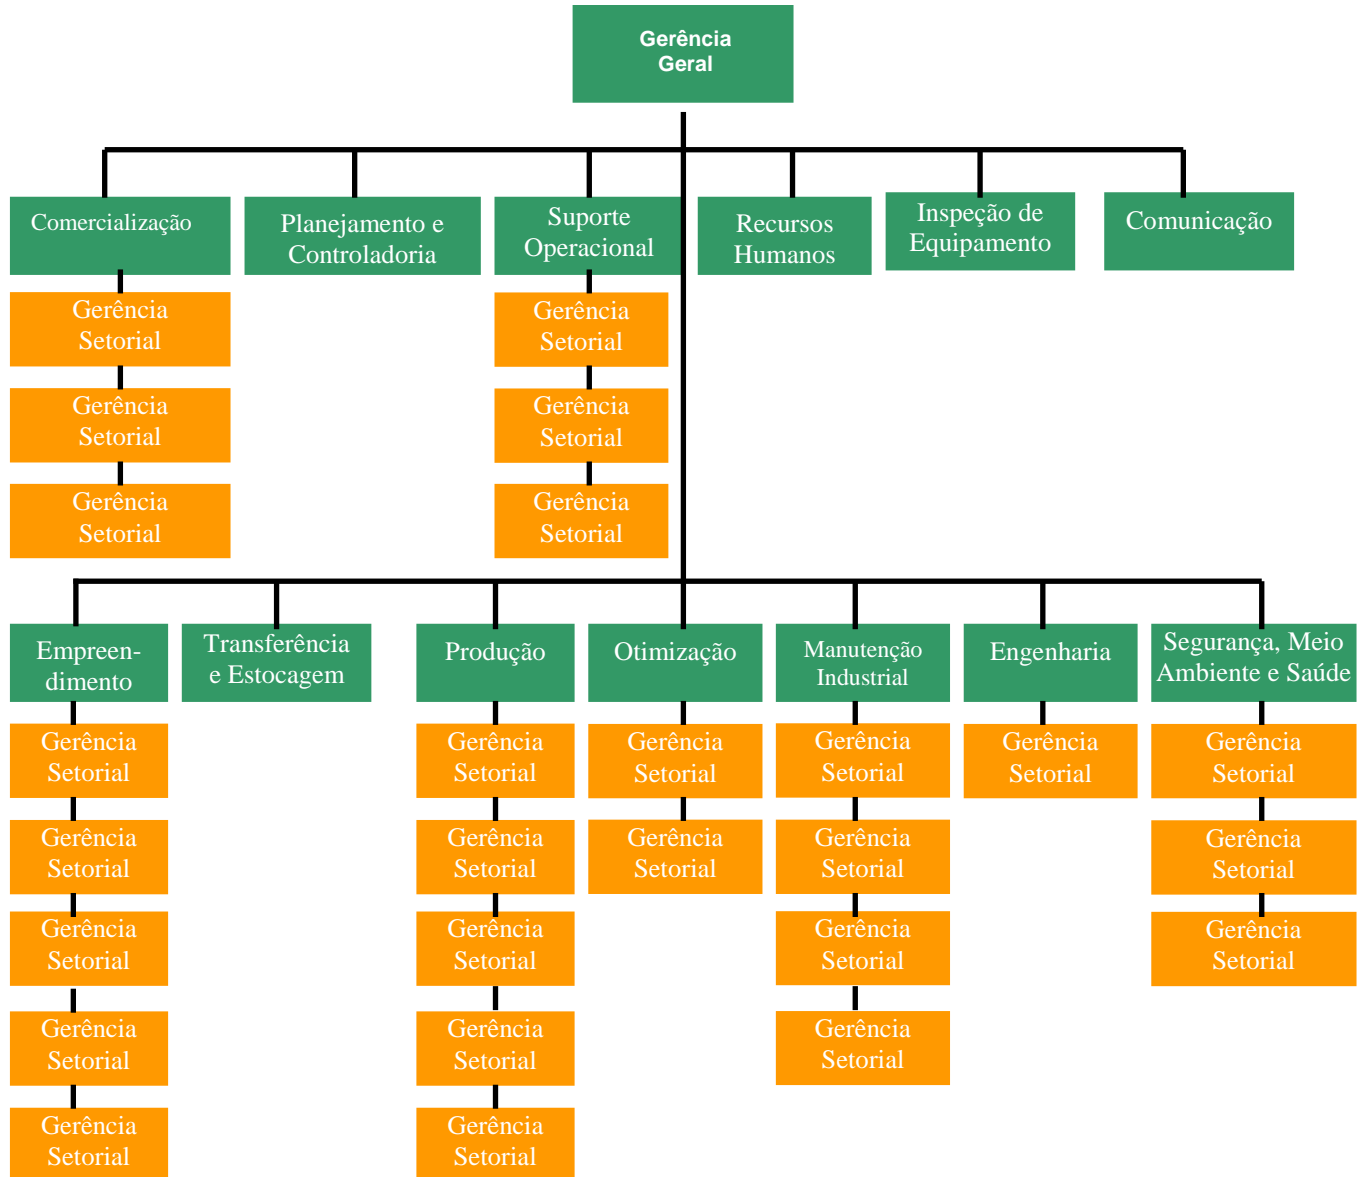 Gerência
Geral
Comercialização
Planejamento e
Controladoria
Suporte
Operacional
Recursos
Humanos
Inspeção de
Equipamento
Comunicação
Gerência
Setorial
Gerência
Setorial
Gerência
Setorial
Gerência
Setorial
Gerência
Setorial
Gerência
Setorial
Empreen-
dimento
Transferência
e Estocagem
Produção
Otimização
Manutenção
Industrial
Engenharia
Segurança, Meio
Ambiente e Saúde
Gerência
Setorial
Gerência
Setorial
Gerência
Setorial
Gerência
Setorial
Gerência
Setorial
Gerência
Setorial
Gerência
Setorial
Gerência
Setorial
Gerência
Setorial
Gerência
Setorial
Gerência
Setorial
Gerência
Setorial
Gerência
Setorial
Gerência
Setorial
Gerência
Setorial
Gerência
Setorial
Gerência
Setorial
Gerência
Setorial
Gerência
Setorial
Gerência
Setorial